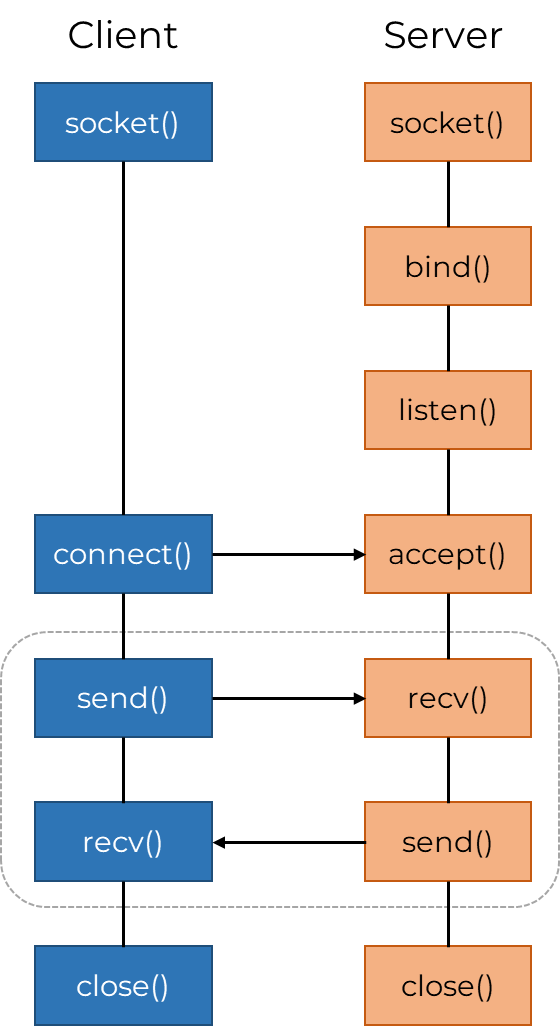 Client
Server
socket()
socket()
bind()
listen()
connect()
accept()
send()
recv()
recv()
send()
close()
close()